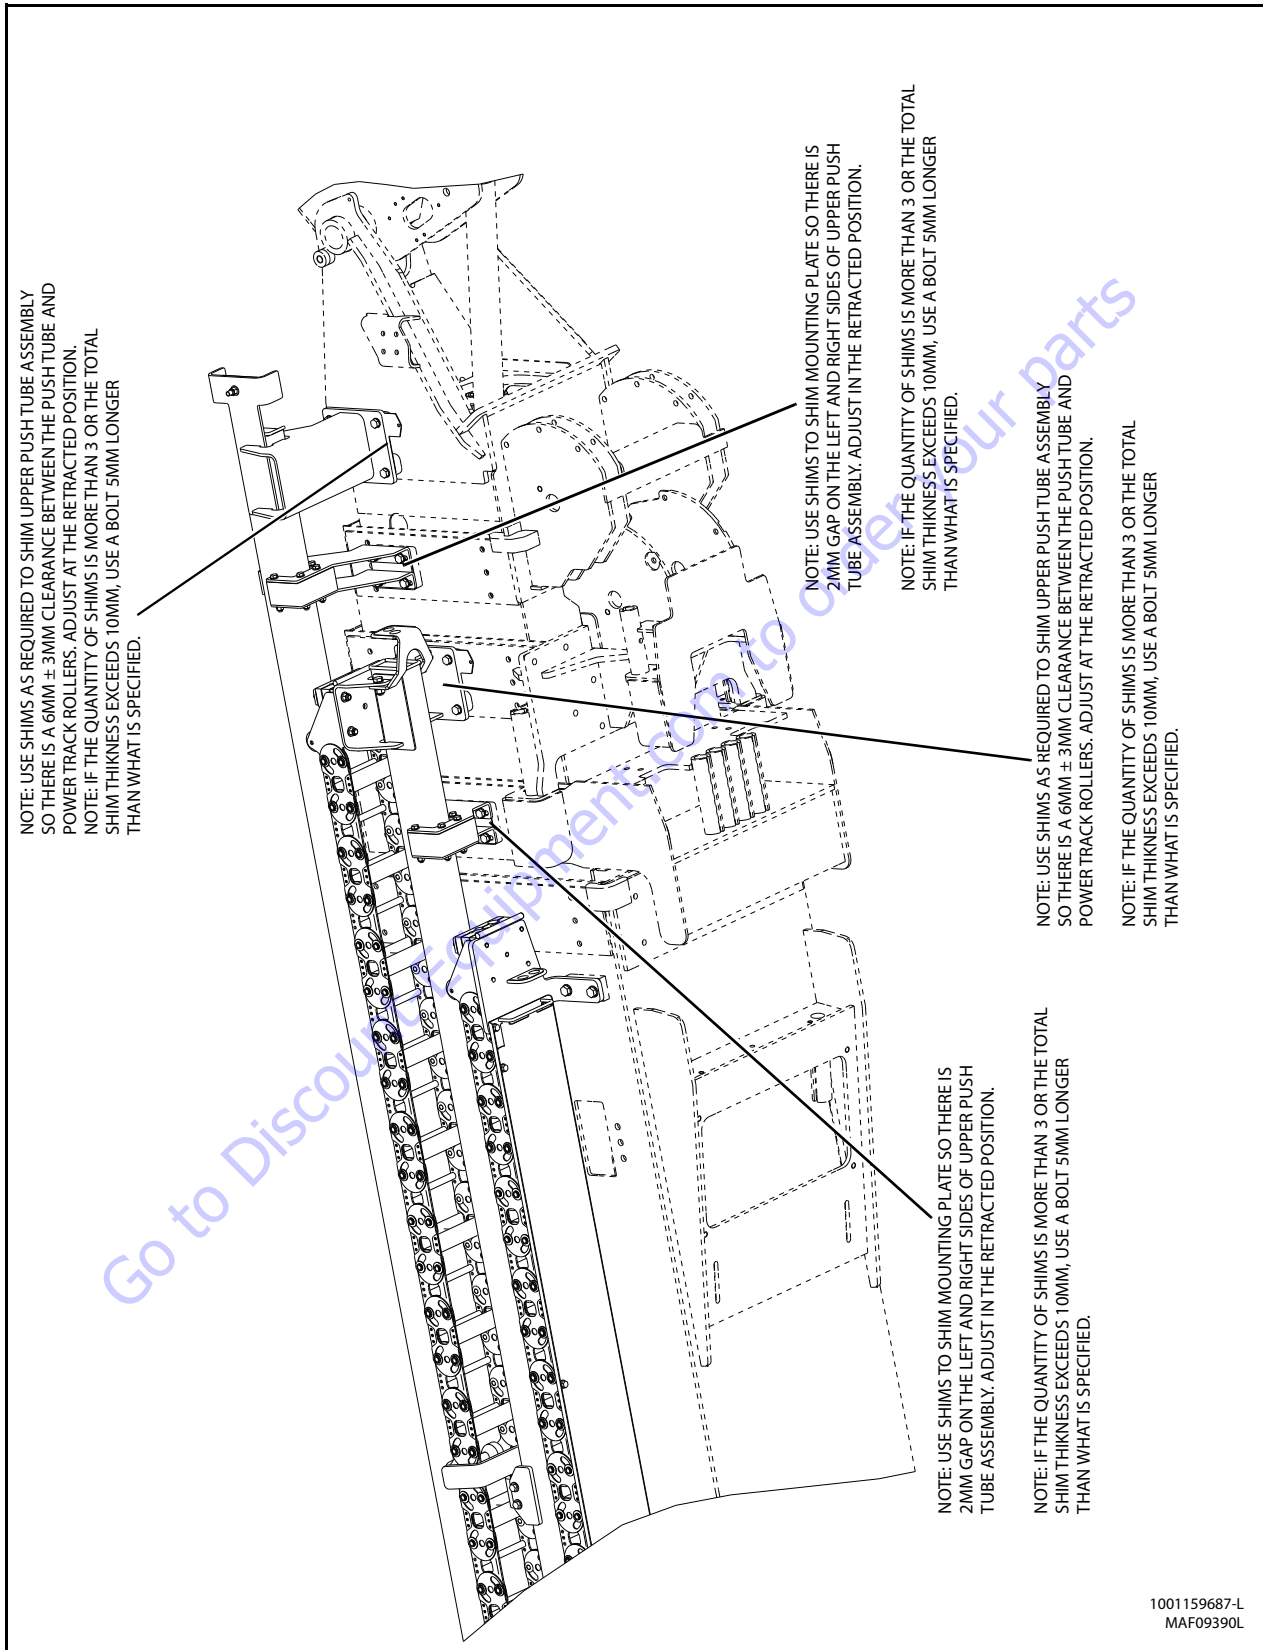 NOTE: USE SHIMS AS REQUIRED TO SHIM UPPER PUSH TUBE ASSEMBLY
SO THERE IS A 6MM ± 3MM CLEARANCE BETWEEN THE PUSH TUBE AND
POWER TRACK ROLLERS. ADJUST AT THE RETRACTED POSITION.
NOTE: IF THE QUANTITY OF SHIMS IS MORE THAN 3 OR THE TOTAL
SHIM THIKNESS EXCEEDS 10MM, USE A BOLT 5MM LONGER
THAN WHAT IS SPECIFIED.
NOTE: USE SHIMS TO SHIM MOUNTING PLATE SO THERE IS
2MM GAP ON THE LEFT AND RIGHT SIDES OF UPPER PUSH
TUBE ASSEMBLY. ADJUST IN THE RETRACTED POSITION.
NOTE: IF THE QUANTITY OF SHIMS IS MORE THAN 3 OR THE TOTAL
SHIM THIKNESS EXCEEDS 10MM, USE A BOLT 5MM LONGER
THAN WHAT IS SPECIFIED.
NOTE: USE SHIMS AS REQUIRED TO SHIM UPPER PUSH TUBE ASSEMBLY
SO THERE IS A 6MM ± 3MM CLEARANCE BETWEEN THE PUSH TUBE AND
POWER TRACK ROLLERS. ADJUST AT THE RETRACTED POSITION.
NOTE: IF THE QUANTITY OF SHIMS IS MORE THAN 3 OR THE TOTAL
SHIM THIKNESS EXCEEDS 10MM, USE A BOLT 5MM LONGER
THAN WHAT IS SPECIFIED.
NOTE: USE SHIMS TO SHIM MOUNTING PLATE SO THERE IS
2MM GAP ON THE LEFT AND RIGHT SIDES OF UPPER PUSH
TUBE ASSEMBLY. ADJUST IN THE RETRACTED POSITION.
NOTE: IF THE QUANTITY OF SHIMS IS MORE THAN 3 OR THE TOTAL
SHIM THIKNESS EXCEEDS 10MM, USE A BOLT 5MM LONGER
THAN WHAT IS SPECIFIED.
Go to Discount-Equipment.com to order your parts
1001159687-L
MAF09390L